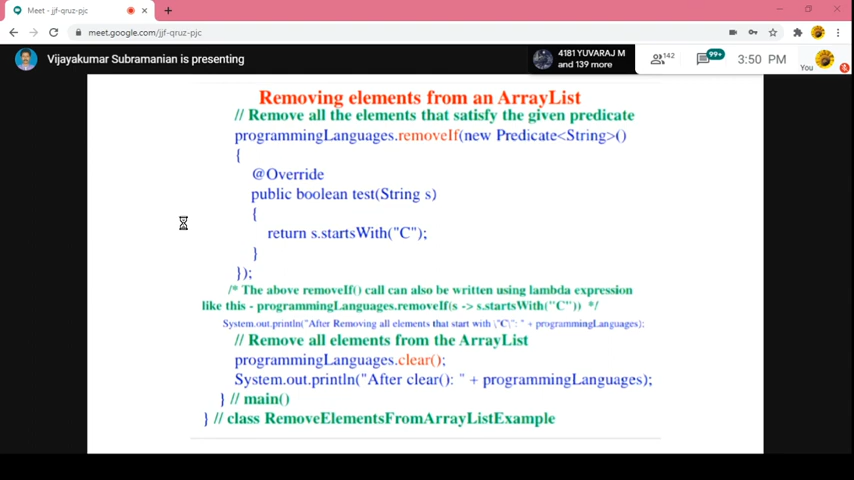 Meet - jjf-qruz-pjc
meet.google.com/jjf-qruz-pjc
Vijayakumar Subramanian is presenting
4181 YUVARAJ M
and 139 more
142
99+
3:50 PM
You
Removing elements from an ArrayList
// Remove all the elements that satisfy the given predicate
programmingLanguages.removeIf(new Predicate<String>()
{
@Override
public boolean test(String s)
{
return s.startsWith("C");
}
});
/* The above removeIf() call can also be written using lambda expression
like this - programmingLanguages.removeIf(s -> s.startsWith("C")) */
System.out.println("After Removing all elements that start with \"C\": " + programmingLanguages);
// Remove all elements from the ArrayList
programmingLanguages.clear();
System.out.println("After clear(): " + programmingLanguages);
} // main()
} // class RemoveElementsFromArrayListExample